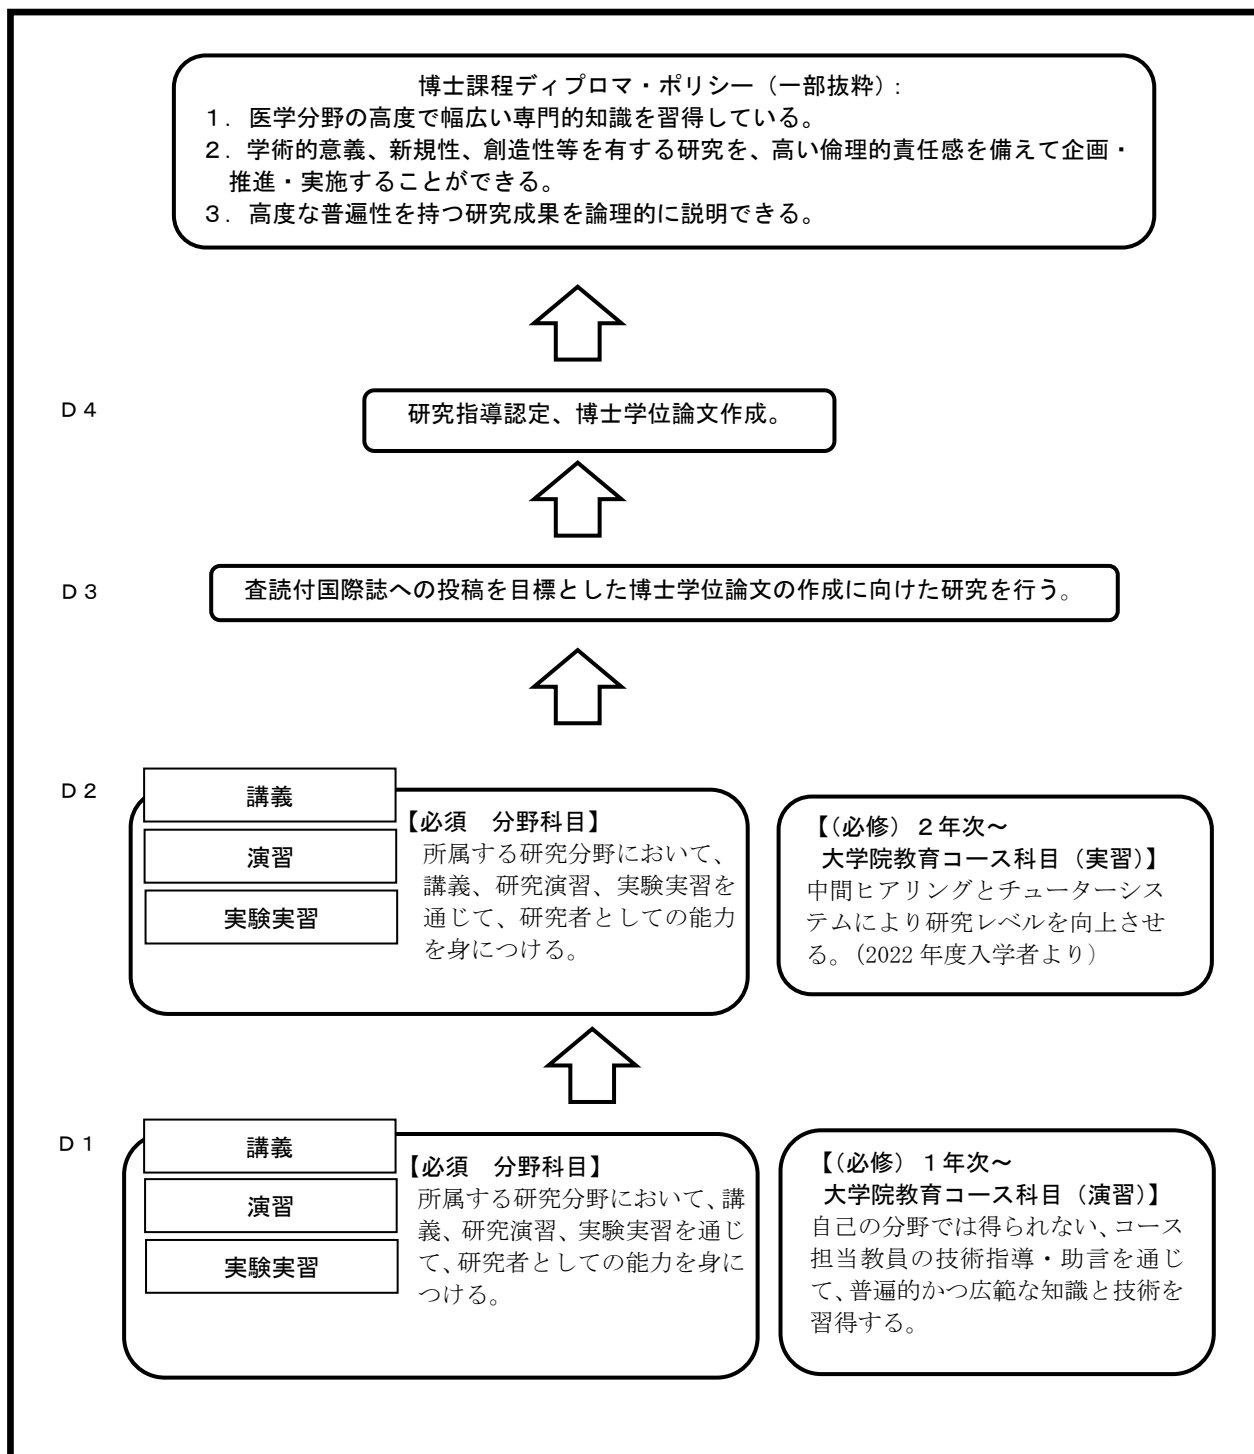 博士課程ディプロマ・ポリシー(一部抜粋):
1.医学分野の高度で幅広い専門的知識を習得している。
2.学術的意義、新規性、創造性等を有する研究を、高い倫理的責任感を備えて企画・
推進・実施することができる。
3.高度な普遍性を持つ研究成果を論理的に説明できる。
D4
研究指導認定、博士学位論文作成。
D3
査読付国際誌への投稿を目標とした博士学位論文の作成に向けた研究を行う。
D2
講義
演習
実験実習
【必須 分野科目】
所属する研究分野において、
講義、研究演習、実験実習を
通じて、研究者としての能力
を身につける。
【(必修)2年次~
大学院教育コース科目(実習)】
中間ヒアリングとチューターシス
テムにより研究レベルを向上させ
る。(2022 年度入学者より)
D1
講義
演習
実験実習
【必須 分野科目】
所属する研究分野において、講
義、研究演習、実験実習を通じ
て、研究者としての能力を身に
つける。
【(必修)1年次~
大学院教育コース科目(演習)】
自己の分野では得られない、コース
担当教員の技術指導・助言を通じ
て、普遍的かつ広範な知識と技術を
習得する。